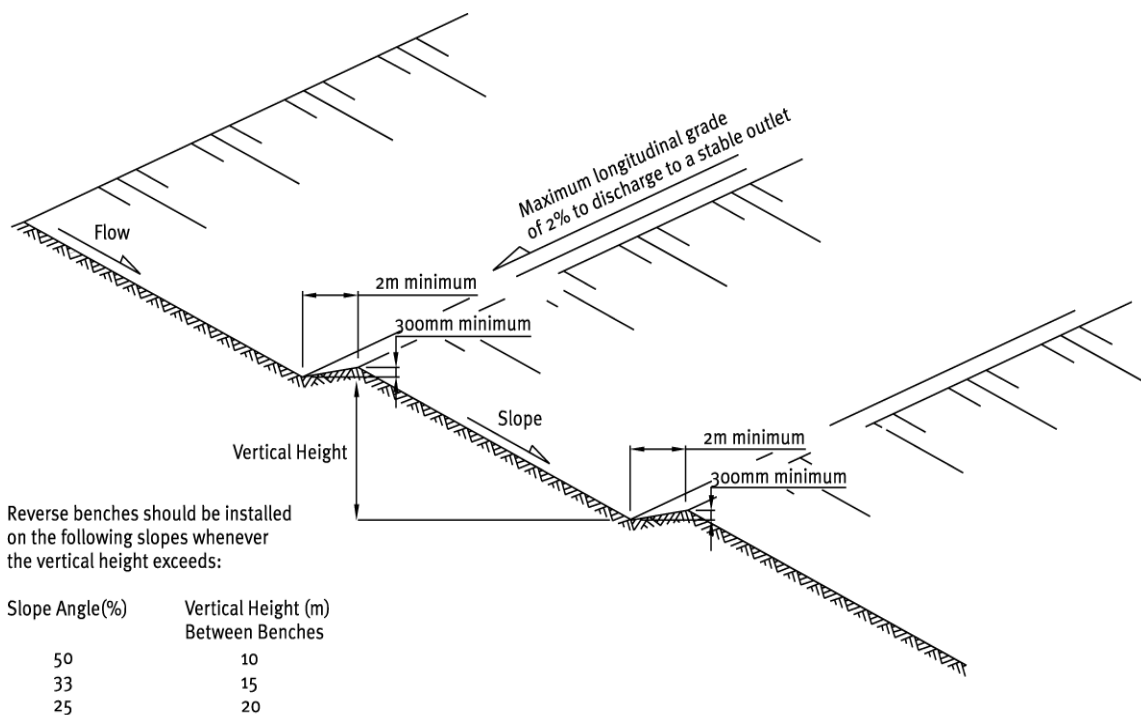 Maximum longitudinal grade
of 2% to discharge to a stable outlet
Flow
2m minimum
300mm minimum
Slope
2m minimum
Vertical Height
300mm minimum
Reverse benches should be installed
on the following slopes whenever
the vertical height exceeds:
Slope Angle(%) Vertical Height (m)
Between Benches
50 10
33 15
25 20